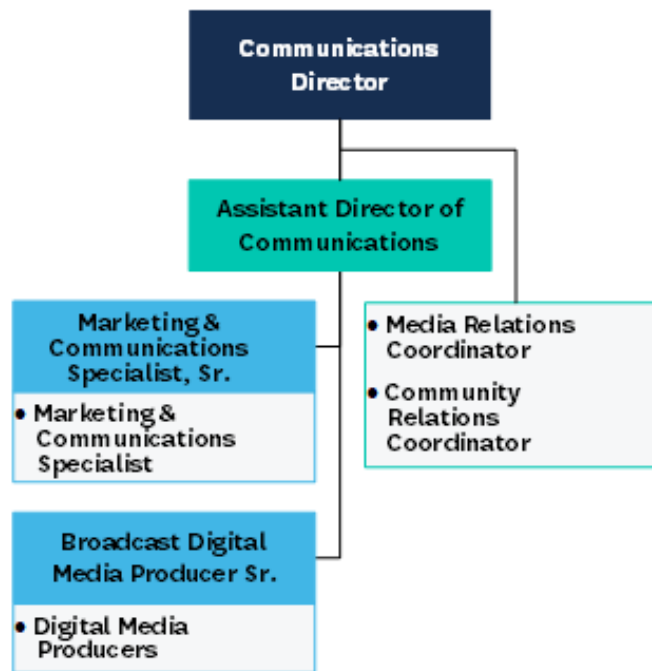 Communications
Director
Assistant Director of
Communications
Marketing &
Communications
Specialist, Sr.
• Marketing &
Communications
Specialist
• Media Relations
Coordinator
• Community
Relations
Coordinator
Broadcast Digital
Media Producer Sr.
• Digital Media
Producers